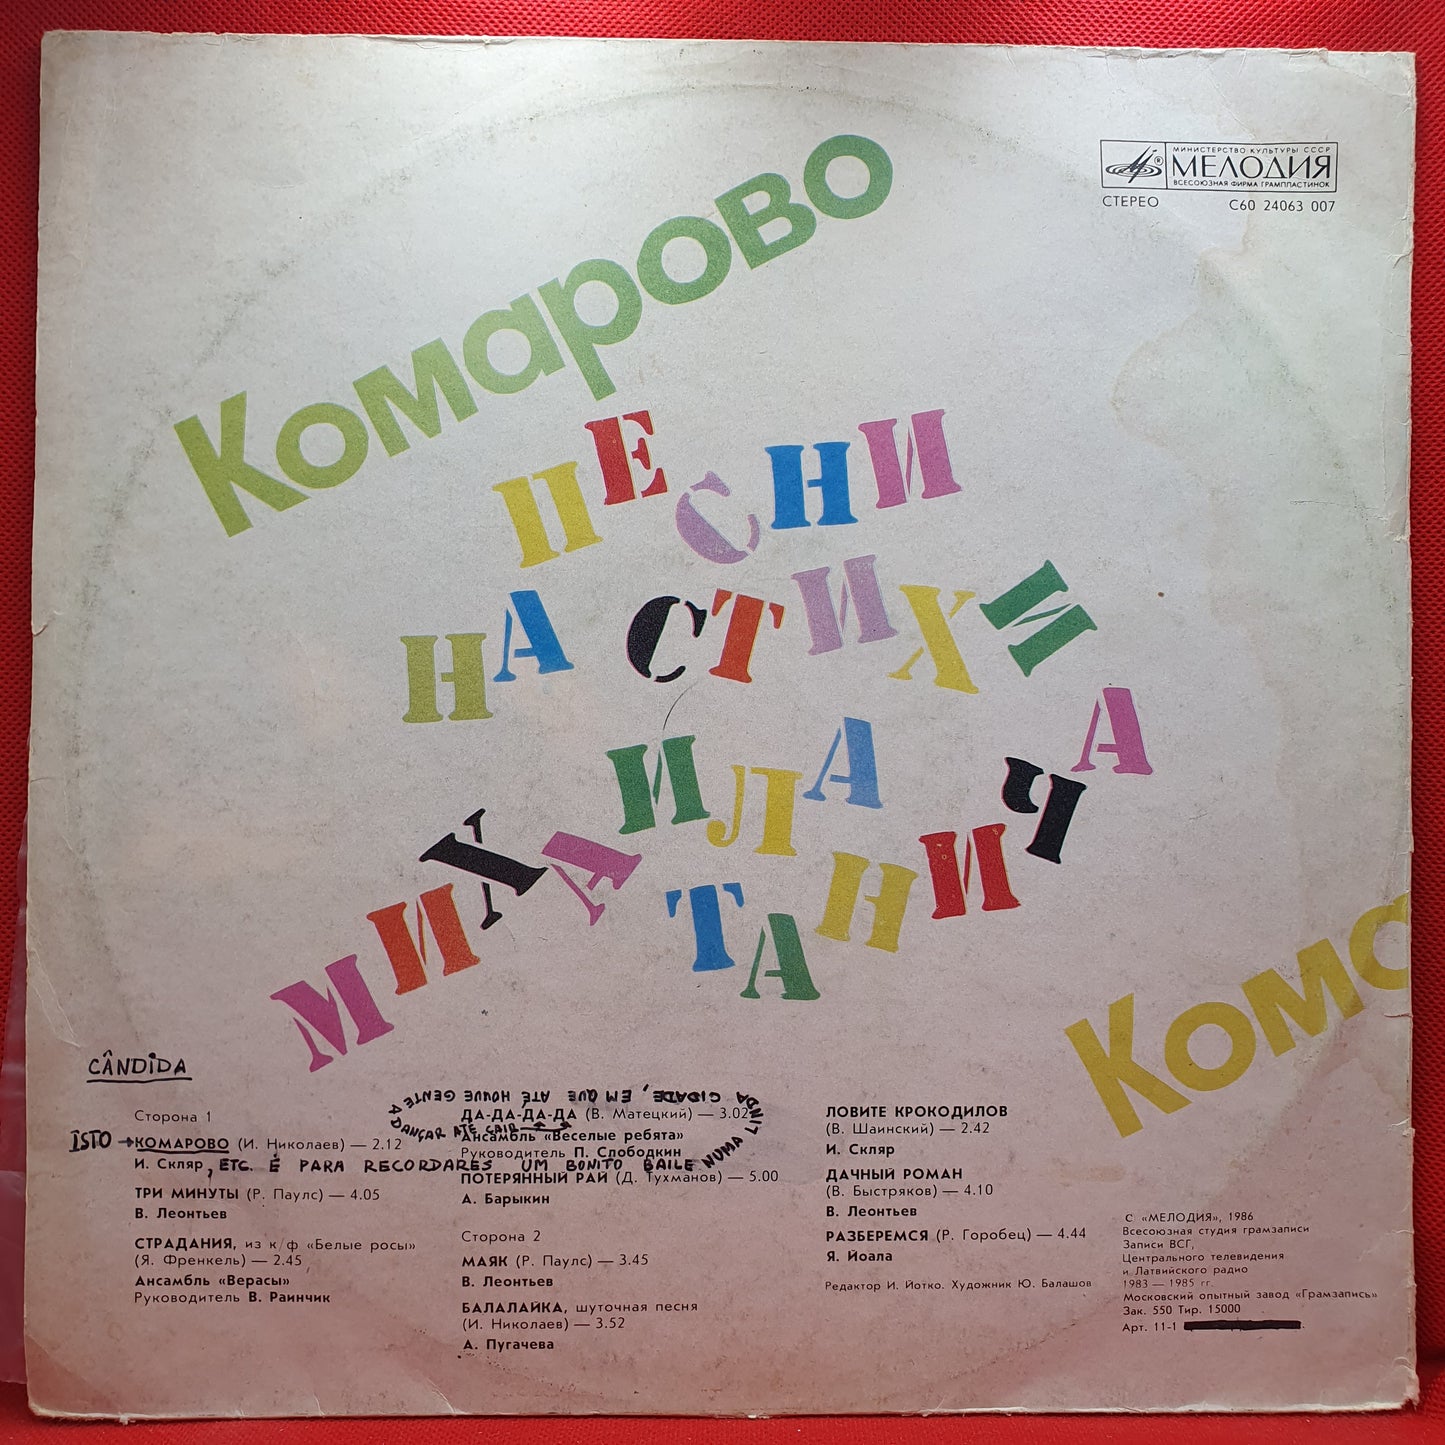 Комарово
МИНИСТЕРСТВО КУЛЬТУРЫ СССР
МЕЛОДИЯ
ВСЕСОЮЗНАЯ ФИРМА ГРАМПЛАСТИНОК
СТЕРЕО С60 24063 007
ПЕСНИ
НА СТИХИ
МИХАИЛА
ТАНИЧА
Комо
CÂNDIDA
Сторона 1
ISTO → КОМАРОВО (И. Николаев) — 2.12
И. Скляр
, ETC. É PARA RECORDARES UM BONITO BAILE NUMA LINDA CIDADE, EM QUE ATÉ HOUVE GENTE A DANÇAR ATÉ CAIR
ТРИ МИНУТЫ (Р. Паулс) — 4.05
В. Леонтьев
СТРАДАНИЯ, из к/ф «Белые росы»
(Я. Френкель) — 2.45
Ансамбль «Верасы»
Руководитель В. Раинчик
ДА-ДА-ДА-ДА (В. Матецкий) — 3.02
Ансамбль «Веселые ребята»
Руководитель П. Слободкин
ПОТЕРЯННЫЙ РАЙ (Д. Тухманов) — 5.00
А. Барыкин
Сторона 2
МАЯК (Р. Паулс) — 3.45
В. Леонтьев
БАЛАЛАЙКА, шуточная песня
(И. Николаев) — 3.52
А. Пугачева
ЛОВИТЕ КРОКОДИЛОВ
(В. Шаинский) — 2.42
И. Скляр
ДАЧНЫЙ РОМАН
(В. Быстряков) — 4.10
В. Леонтьев
РАЗБЕРЕМСЯ (Р. Горобец) — 4.44
Я. Йоала
Редактор И. Йотко. Художник Ю. Балашов
С «МЕЛОДИЯ», 1986
Всесоюзная студия грамзаписи
Записи ВСГ,
Центрального телевидения
и Латвийского радио
1983 — 1985 гг.
Московский опытный завод «Грамзапись»
Зак. 550 Тир. 15000
Арт. 11-1